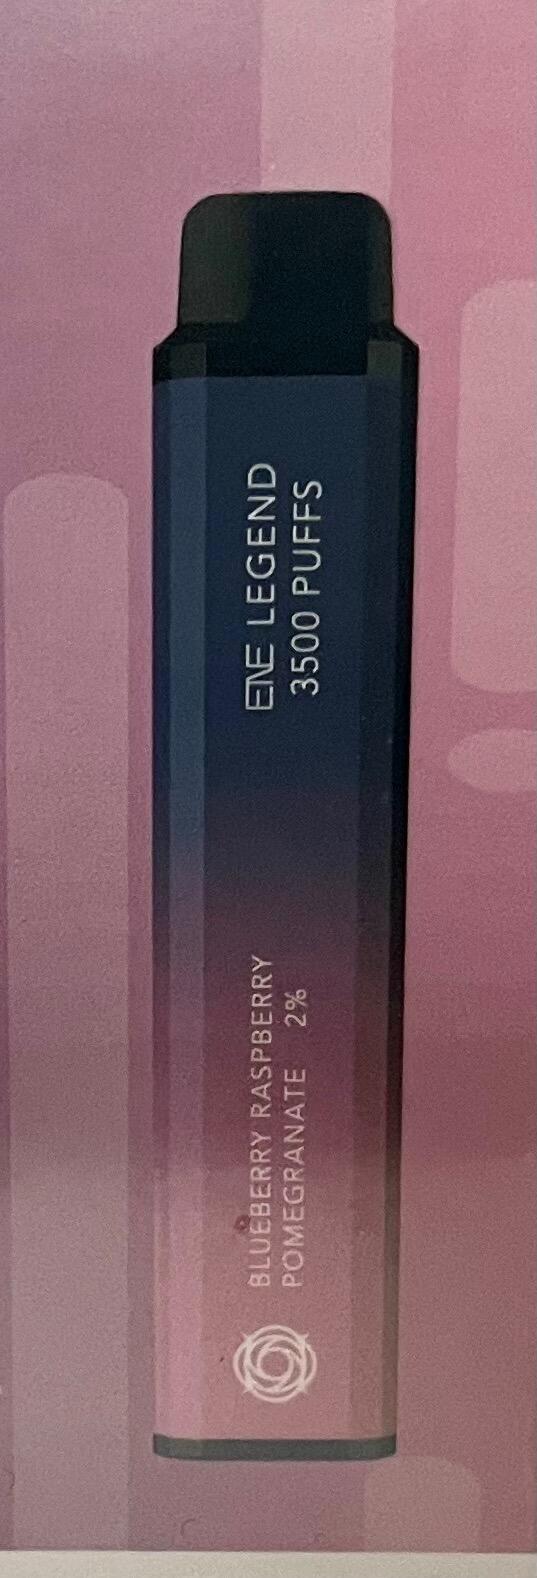 ENE LEGEND
3500 PUFFS
BLUEBERRY RASPBERRY
POMEGRANATE 2%